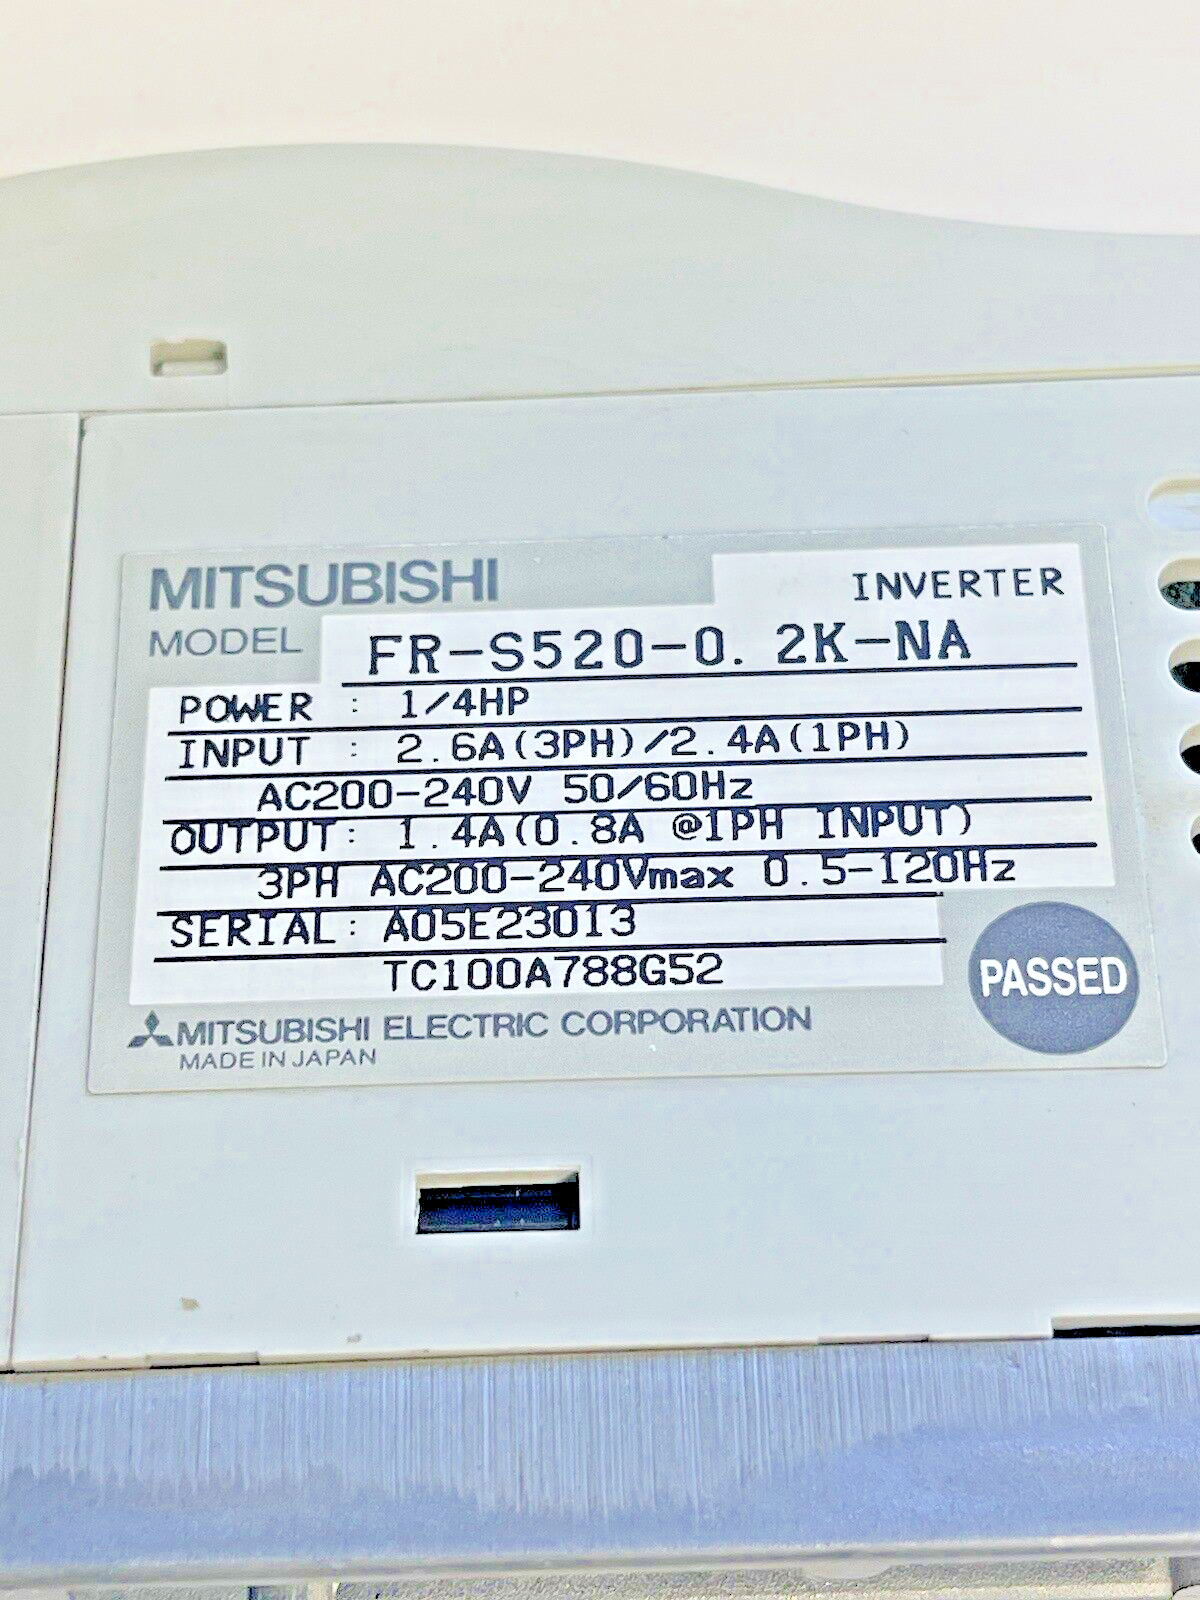 MITSUBISHI
INVERTER
MODEL FR-S520-0.2K-NA
POWER : 1/4HP
INPUT : 2.6A(3PH)/2.4A(1PH)
AC200-240V 50/60Hz
OUTPUT: 1.4A(0.8A @1PH INPUT)
3PH AC200-240Vmax 0.5-120Hz
SERIAL: A05E23013
TC100A788G52
PASSED
MITSUBISHI ELECTRIC CORPORATION
MADE IN JAPAN